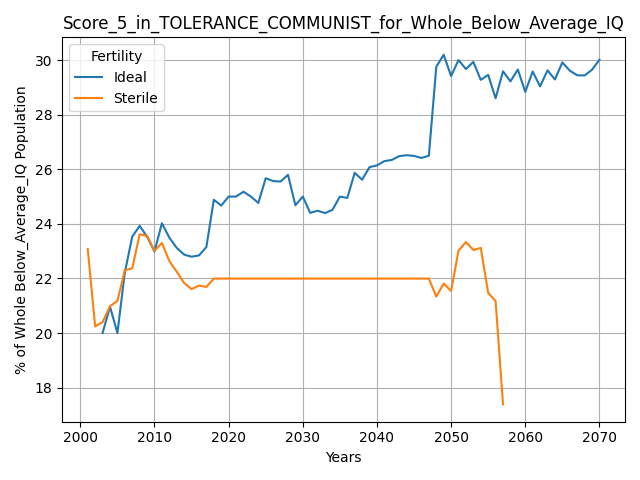 Score_5_in_TOLERANCE_COMMUNIST_for_Whole_Below_Average_IQ
Fertility
Ideal
Sterile
% of Whole Below_Average_IQ Population
30
28
26
24
22
20
18
2000 2010 2020 2030 2040 2050 2060 2070
Years